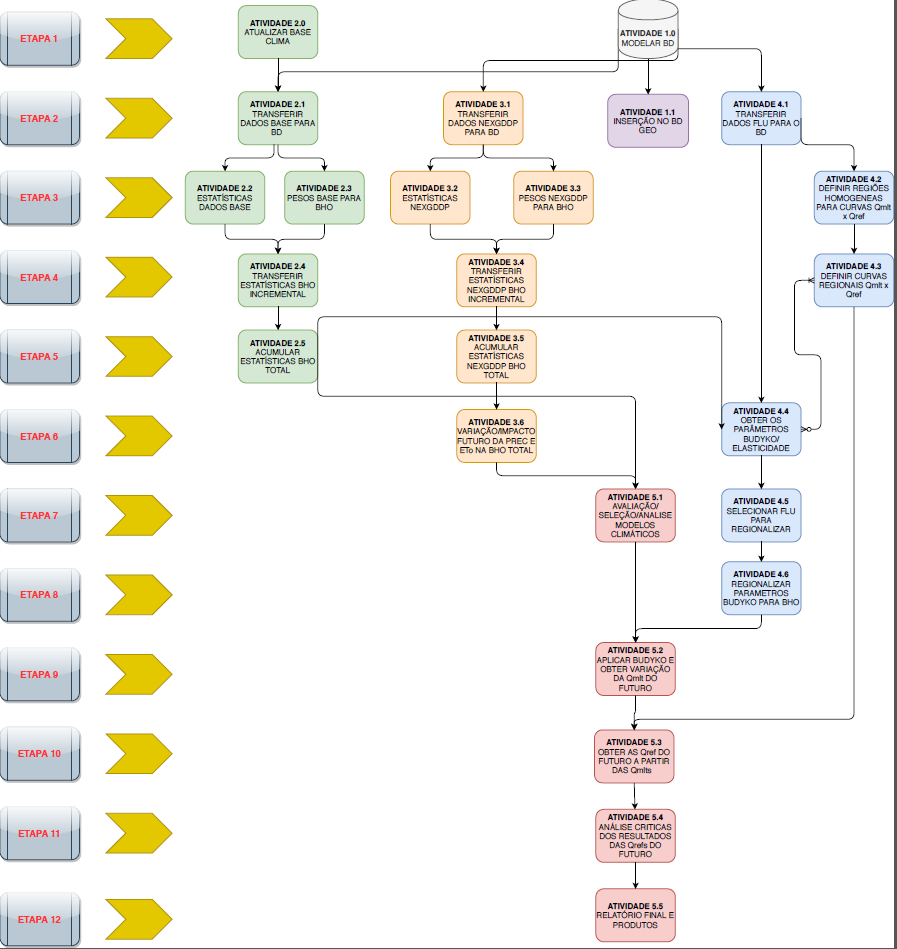 ETAPA 1
ATIVIDADE 2.0
ATUALIZAR BASE
CLIMA
ATIVIDADE 1.0
MODELAR BD
ETAPA 2
ATIVIDADE 2.1
TRANSFERIR
DADOS BASE PARA
BD
ATIVIDADE 3.1
TRANSFERIR
DADOS NEXGDDP
PARA BD
ATIVIDADE 1.1
INSERÇÃO NO BD
GEO
ATIVIDADE 4.1
TRANSFERIR
DADOS FLU PARA O
BD
ETAPA 3
ATIVIDADE 2.2
ESTATÍSTICAS
DADOS BASE
ATIVIDADE 2.3
PESOS BASE PARA
BHO
ATIVIDADE 3.2
ESTATÍSTICAS
NEXGDDP
ATIVIDADE 3.3
PESOS NEXGDDP
PARA BHO
ATIVIDADE 4.2
DEFINIR REGIÕES
HOMOGENEAS
PARA CURVAS Qmlt
x Qref
ETAPA 4
ATIVIDADE 2.4
TRANSFERIR
ESTATÍSTICAS BHO
INCREMENTAL
ATIVIDADE 3.4
TRANSFERIR
ESTATÍSTICAS
NEXGDDP BHO
INCREMENTAL
ATIVIDADE 4.3
DEFINIR CURVAS
REGIONAIS Qmlt x
Qref
ETAPA 5
ATIVIDADE 2.5
ACUMULAR
ESTATÍSTICAS BHO
TOTAL
ATIVIDADE 3.5
ACUMULAR
ESTATÍSTICAS
NEXGDDP BHO
TOTAL
ETAPA 6
ATIVIDADE 3.6
VARIAÇÃO/IMPACTO
FUTURO DA PREC E
ETo NA BHO TOTAL
ATIVIDADE 4.4
OBTER OS
PARÂMETROS
BUDYKO/
ELASTICIDADE
ETAPA 7
ATIVIDADE 5.1
AVALIAÇÃO/
SELEÇÃO/ANALISE
MODELOS
CLIMÁTICOS
ATIVIDADE 4.5
SELECIONAR FLU
PARA
REGIONALIZAR
ETAPA 8
ATIVIDADE 4.6
REGIONALIZAR
PARAMETROS
BUDYKO PARA BHO
ETAPA 9
ATIVIDADE 5.2
APLICAR BUDYKO E
OBTER VARIAÇÃO
DA Qmlt DO
FUTURO
ETAPA 10
ATIVIDADE 5.3
OBTER AS Qref DO
FUTURO A PARTIR
DAS Qmlts
ETAPA 11
ATIVIDADE 5.4
ANÁLISE CRITICAS
DOS RESULTADOS
DAS Qrefs DO
FUTURO
ETAPA 12
ATIVIDADE 5.5
RELATÓRIO FINAL E
PRODUTOS